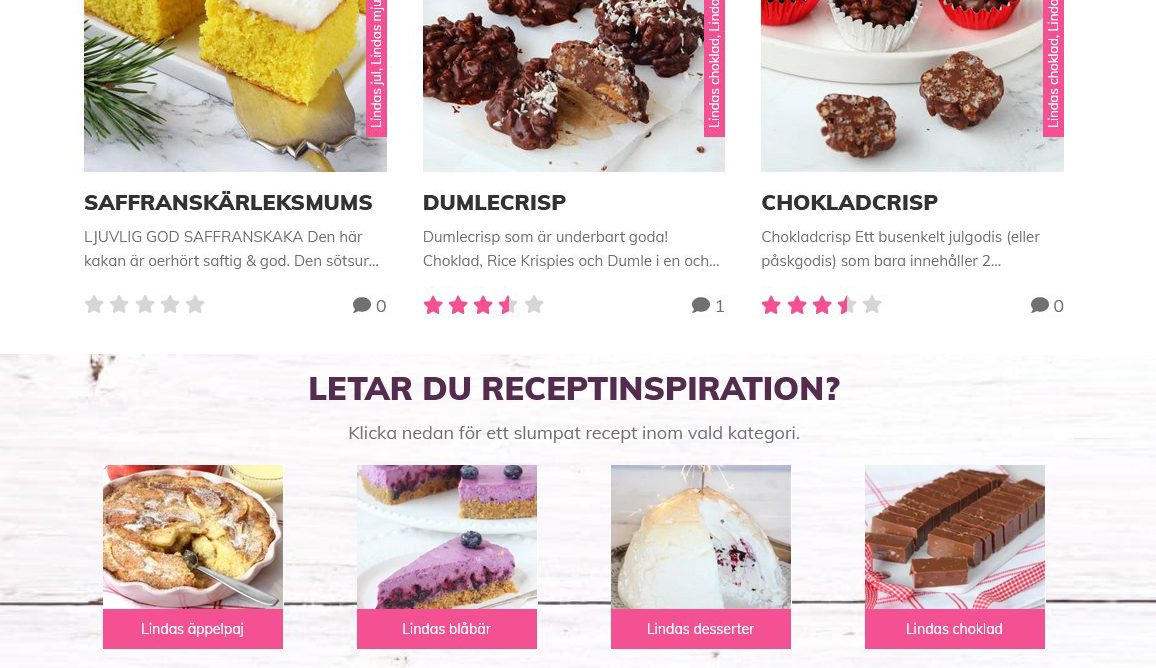 Lindas jul, Lindas mju
Lindas choklad, Linda
Lindas choklad, Linda
SAFFRANSKÄRLEKSMUMS
LJUVLIG GOD SAFFRANSKAKA Den här
kakan är oerhört saftig & god. Den sötsur...
0
DUMLECRISP
Dumlecrisp som är underbart goda!
Choklad, Rice Krispies och Dumle i en och...
1
CHOKLADCRISP
Chokladcrisp Ett busenkelt julgodis (eller
påskgodis) som bara innehåller 2...
0
LETAR DU RECEPTINSPIRATION?
Klicka nedan för ett slumpat recept inom vald kategori.
Lindas äppelpaj
Lindas blåbär
Lindas desserter
Lindas choklad